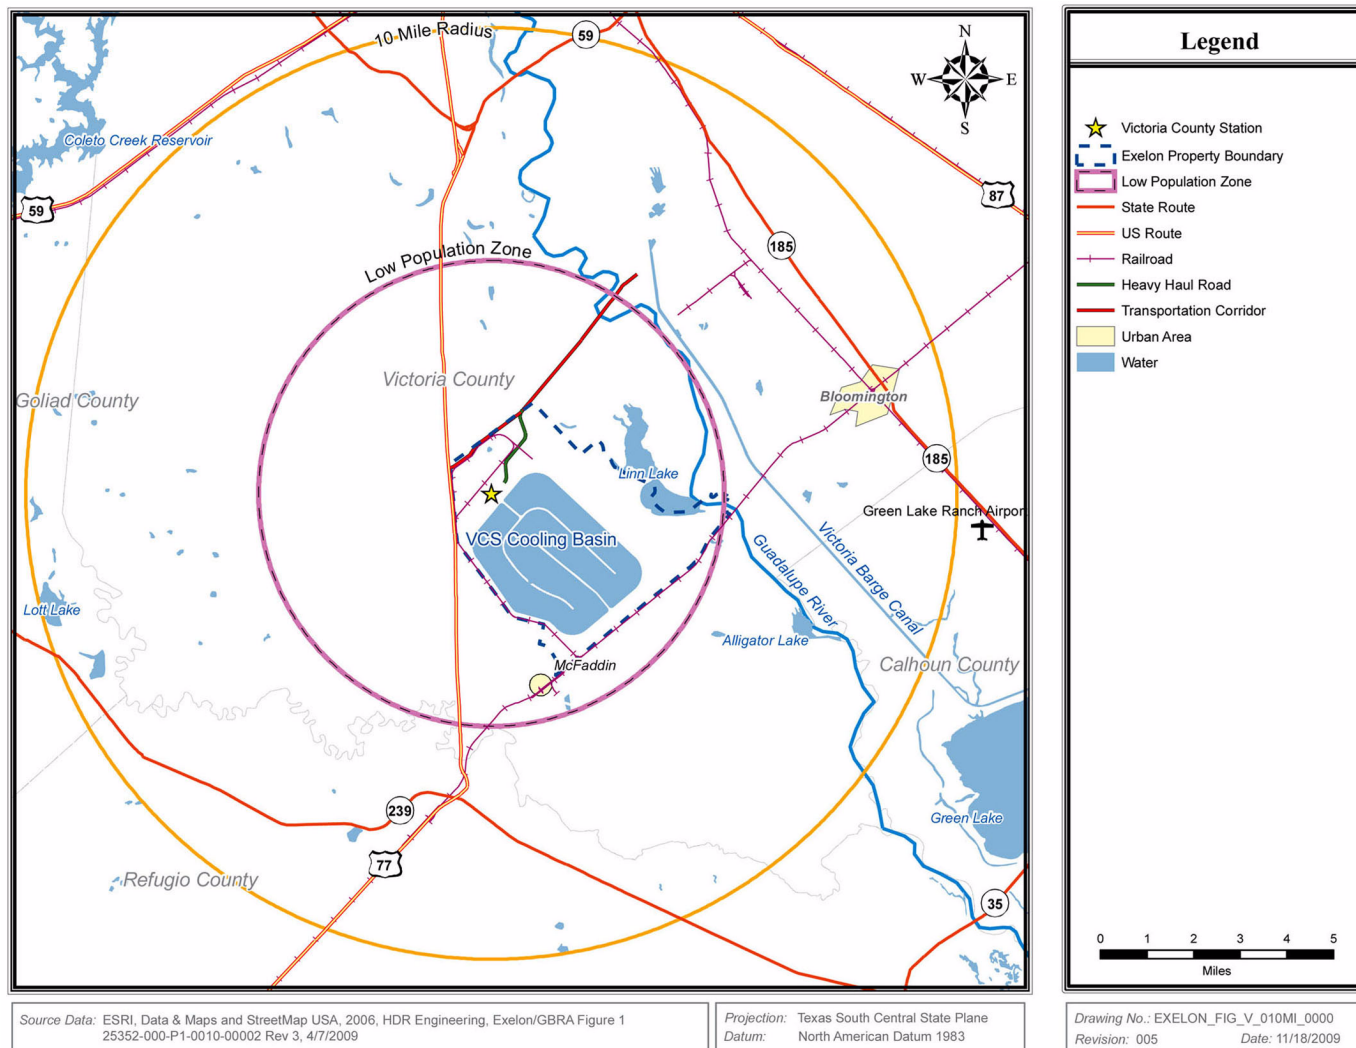 10 Mile Radius
59
N
W E
S
Coleto Creek Reservoir
59
87
185
Low Population Zone
Victoria County
Goliad County
Bloomington
Linn Lake
185
Green Lake Ranch Airpor
VCS Cooling Basin
Guadalupe River
Victoria Barge Canal
Lott Lake
Alligator Lake
McFaddin
Calhoun County
239
Green Lake
77
Refugio County
35
Legend
Victoria County Station
Exelon Property Boundary
Low Population Zone
State Route
US Route
Railroad
Heavy Haul Road
Transportation Corridor
Urban Area
Water
0 1 2 3 4 5
Miles
Source Data: ESRI, Data & Maps and StreetMap USA, 2006, HDR Engineering, Exelon/GBRA Figure 1
25352-000-P1-0010-00002 Rev 3, 4/7/2009
Projection: Texas South Central State Plane
Datum: North American Datum 1983
Drawing No.: EXELON_FIG_V_010MI_0000
Revision: 005 Date: 11/18/2009